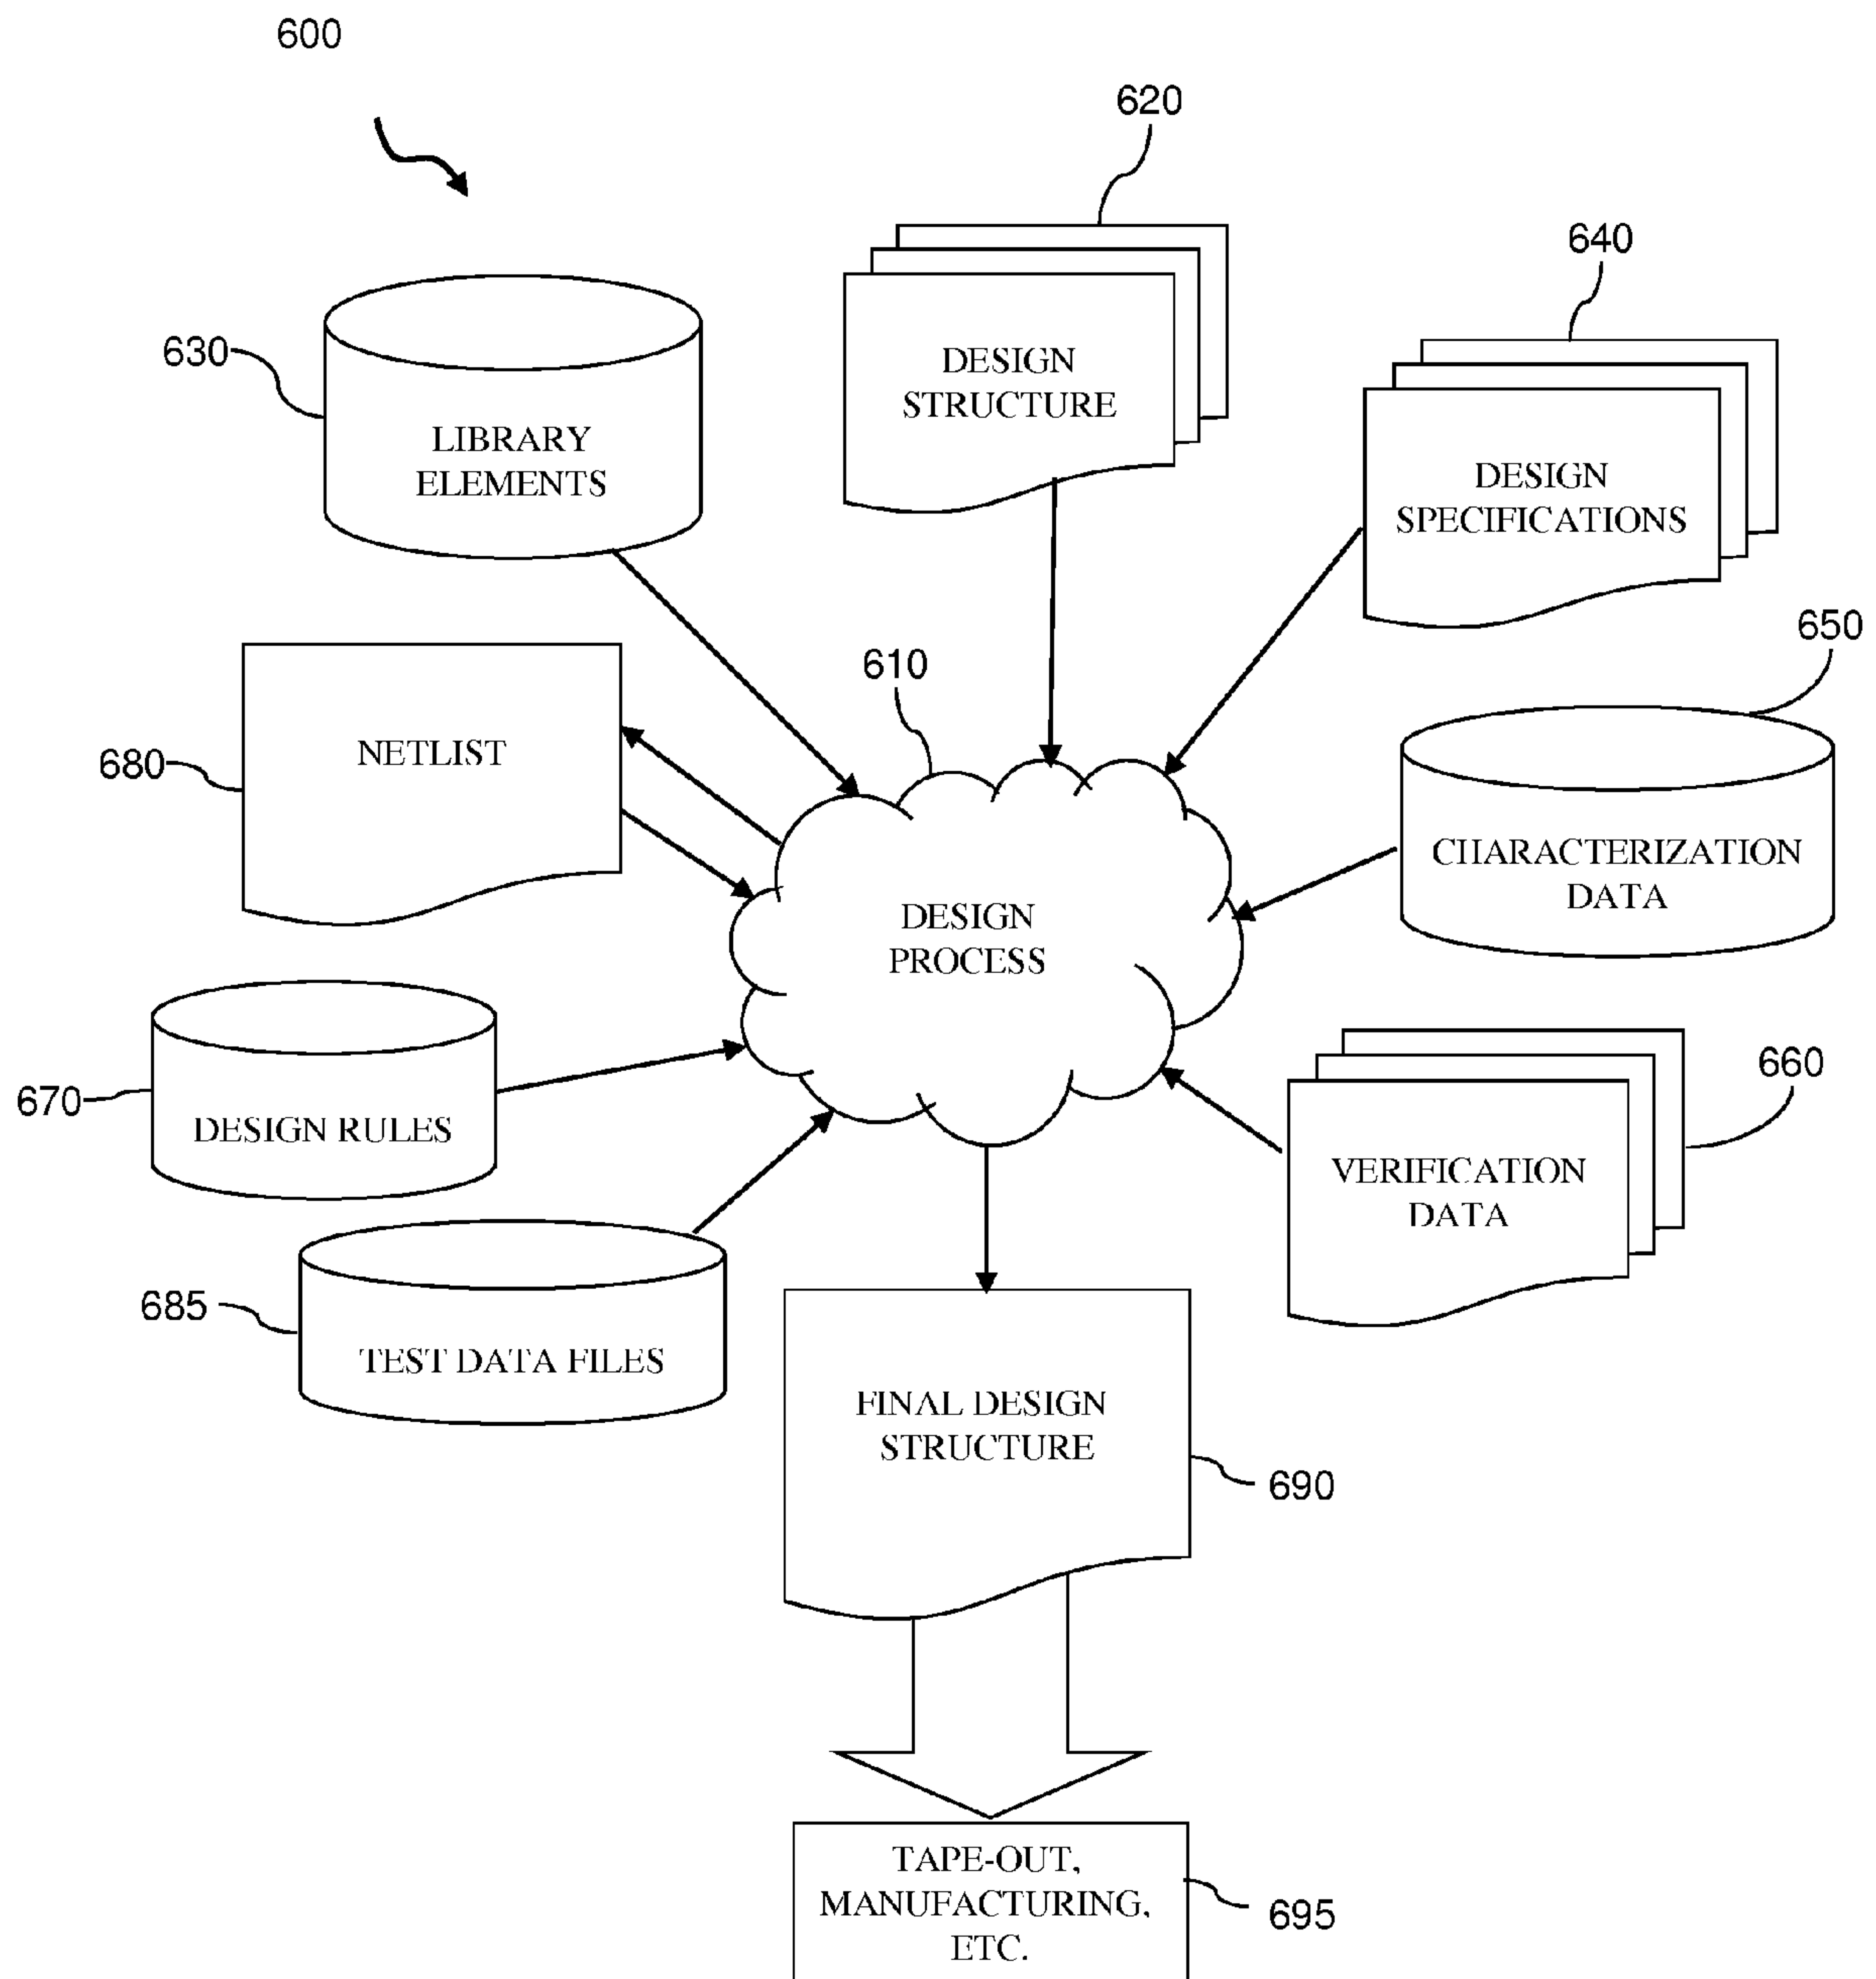 600
620
640
630
DESIGN
STRUCTURE
LIBRARY
ELEMENTS
DESIGN
SPECIFICATIONS
650
610
680
NETLIST
CHARACTERIZATION
DATA
DESIGN
PROCESS
670
DESIGN RULES
660
VERIFICATION
DATA
685
TEST DATA FILES
FINAL DESIGN
STRUCTURE
690
TAPE-OUT,
MANUFACTURING,
ETC.
695